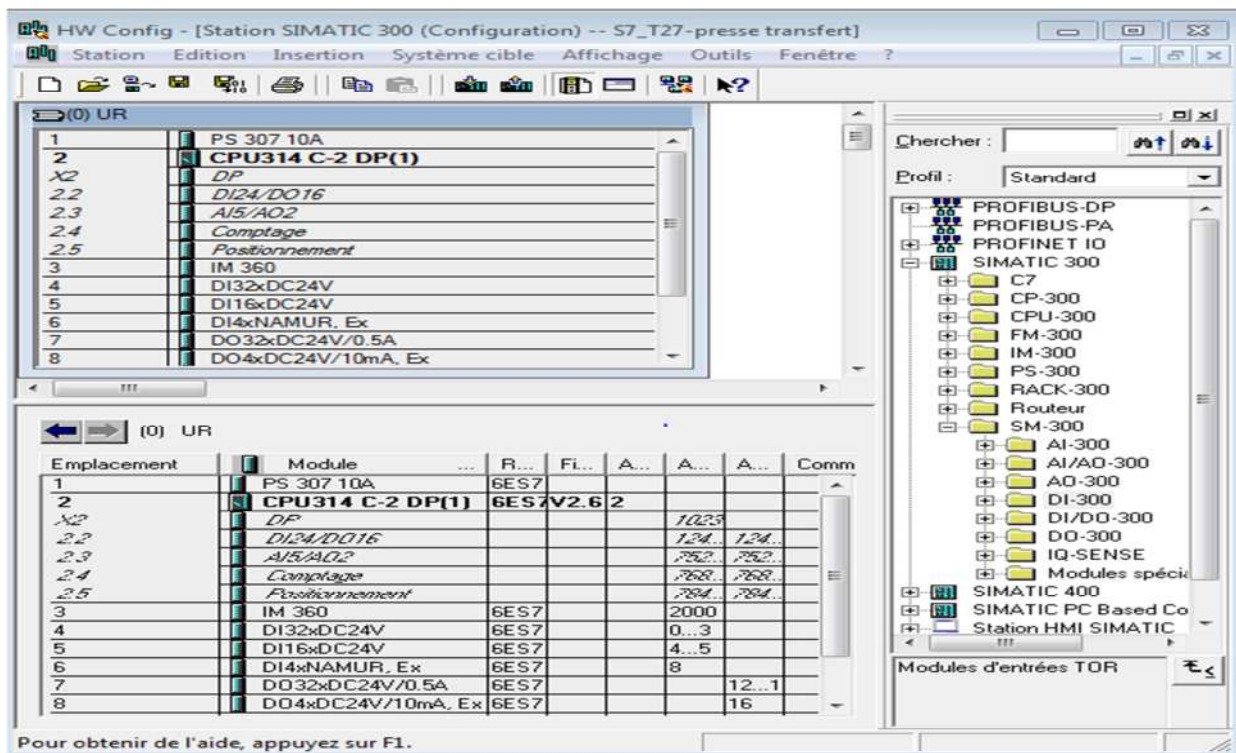 HW Config - [Station SIMATIC 300 (Configuration) -- S7_T27-presse transfert]
Station Edition Insertion Système cible Affichage Outils Fenêtre ?
(0) UR
1 PS 307 10A
2 CPU314 C-2 DP(1)
X2 DP
2.2 DI24/DO16
2.3 AI5/AO2
2.4 Comptage
2.5 Positionnement
3 IM 360
4 DI32xDC24V
5 DI16xDC24V
6 DI4xNAMUR, Ex
7 DO32xDC24V/0.5A
8 DO4xDC24V/10mA, Ex
(0) UR
Emplacement Module ... R... Fi... A... A... A... Comm
1 PS 307 10A 6ES7
2 CPU314 C-2 DP(1) 6ES7 V2.6 2
X2 DP 1023
2.2 DI24/DO16 124... 124...
2.3 AI5/AO2 752... 752...
2.4 Comptage 768... 768...
2.5 Positionnement 784... 784...
3 IM 360 6ES7 2000
4 DI32xDC24V 6ES7 0...3
5 DI16xDC24V 6ES7 4...5
6 DI4xNAMUR, Ex 6ES7 8
7 DO32xDC24V/0.5A 6ES7 12...1
8 DO4xDC24V/10mA, Ex 6ES7 16
Chercher :
Profil : Standard
PROFIBUS-DP
PROFIBUS-PA
PROFINET IO
SIMATIC 300
C7
CP-300
CPU-300
FM-300
IM-300
PS-300
RACK-300
Routeur
SM-300
AI-300
AI/AO-300
AO-300
DI-300
DI/DO-300
DO-300
IQ-SENSE
Modules spécia
SIMATIC 400
SIMATIC PC Based Co
Station HMI SIMATIC
Modules d'entrées TOR
Pour obtenir de l'aide, appuyez sur F1.